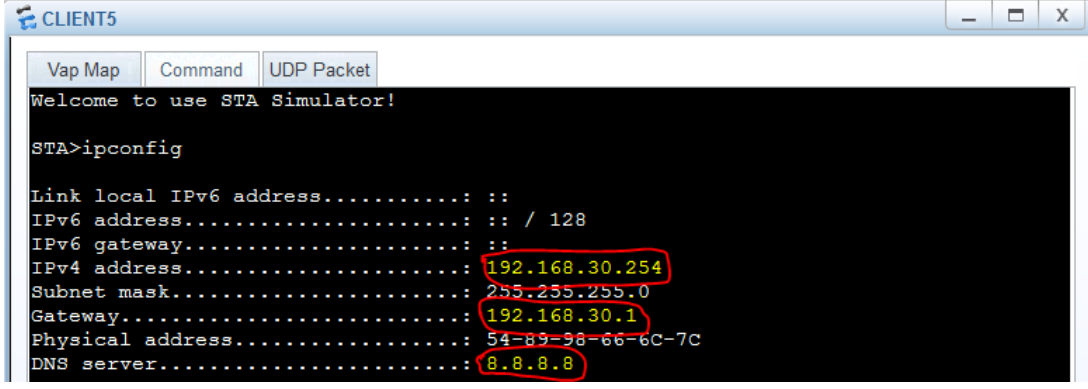 CLIENT5
Vap Map Command UDP Packet
Welcome to use STA Simulator!
STA>ipconfig
Link local IPv6 address............: ::
IPv6 address.......................: :: / 128
IPv6 gateway.......................: ::
IPv4 address.......................: 192.168.30.254
Subnet mask........................: 255.255.255.0
Gateway............................: 192.168.30.1
Physical address...................: 54-89-98-66-6C-7C
DNS server.........................: 8.8.8.8